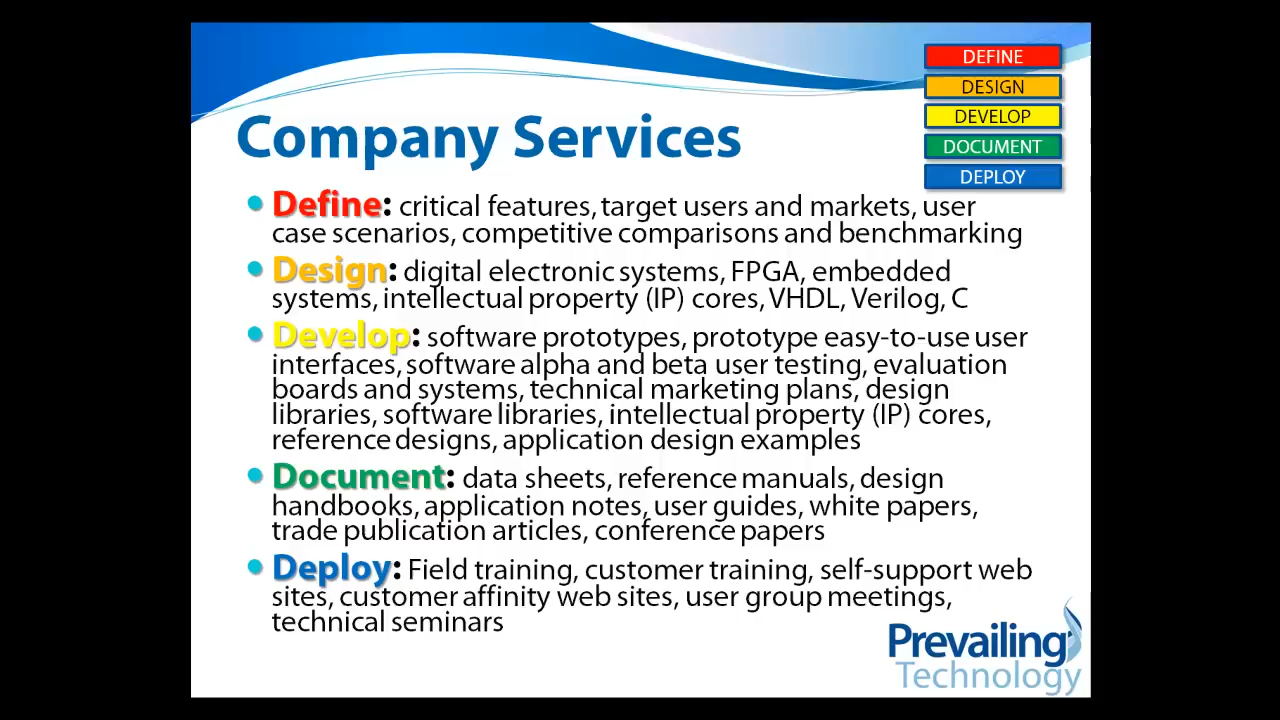 DEFINE
DESIGN
DEVELOP
DOCUMENT
DEPLOY
Company Services
• Define: critical features, target users and markets, user
case scenarios, competitive comparisons and benchmarking
• Design: digital electronic systems, FPGA, embedded
systems, intellectual property (IP) cores, VHDL, Verilog, C
• Develop: software prototypes, prototype easy-to-use user
interfaces, software alpha and beta user testing, evaluation
boards and systems, technical marketing plans, design
libraries, software libraries, intellectual property (IP) cores,
reference designs, application design examples
• Document: data sheets, reference manuals, design
handbooks, application notes, user guides, white papers,
trade publication articles, conference papers
• Deploy: Field training, customer training, self-support web
sites, customer affinity web sites, user group meetings,
technical seminars
Prevailing
Technology